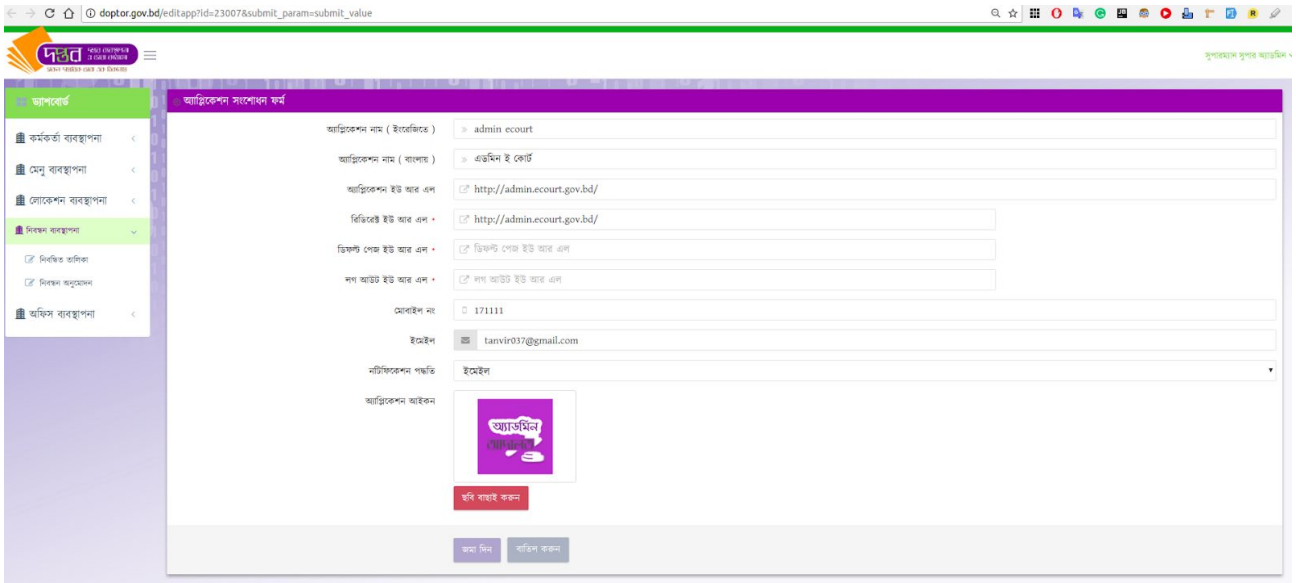 doptor.gov.bd/editapp?id=23007&submit_param=submit_value
দপ্তর
সুপারম্যান সুপার অ্যাডমিন
ড্যাশবোর্ড
অ্যাপ্লিকেশন সংশোধন ফর্ম
কর্মকর্তা ব্যবস্থাপনা
মেনু ব্যবস্থাপনা
লোকেশন ব্যবস্থাপনা
নিবন্ধন ব্যবস্থাপনা
নিবন্ধিত তালিকা
নিবন্ধন অনুমোদন
অফিস ব্যবস্থাপনা
অ্যাপ্লিকেশন নাম ( ইংরেজিতে ) » admin ecourt
অ্যাপ্লিকেশন নাম ( বাংলায় ) » এডমিন ই কোর্ট
অ্যাপ্লিকেশন ইউ আর এল http://admin.ecourt.gov.bd/
রিডিরেক্ট ইউ আর এল * http://admin.ecourt.gov.bd/
ডিফল্ট পেজ ইউ আর এল * ডিফল্ট পেজ ইউ আর এল
লগ আউট ইউ আর এল * লগ আউট ইউ আর এল
মোবাইল নং 171111
ইমেইল tanvir037@gmail.com
নটিফিকেশন পদ্ধতি ইমেইল
অ্যাপ্লিকেশন আইকন
অ্যাডমিন
ছবি বাছাই করুন
জমা দিন বাতিল করুন